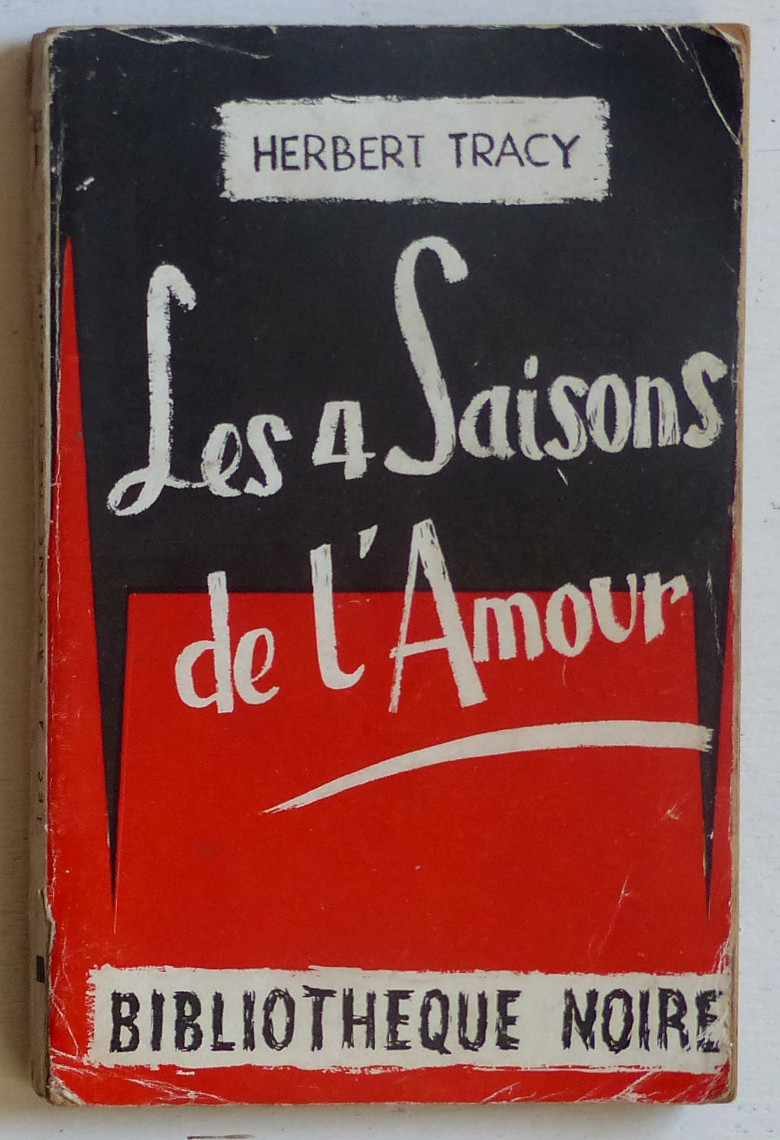 HERBERT TRACY
Les 4 Saisons
de l'Amour
BIBLIOTHEQUE NOIRE